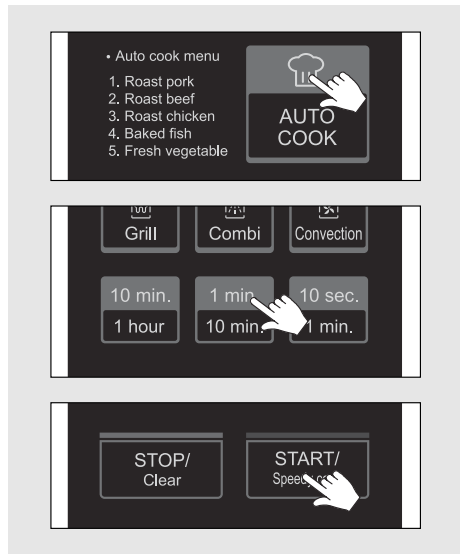 • Auto cook menu
1. Roast pork
2. Roast beef
3. Roast chicken
4. Baked fish
5. Fresh vegetable
AUTO
COOK
Grill Combi Convection
10 min. 1 min. 10 sec.
1 hour 10 min. 1 min.
STOP/ START/
Clear Speedy